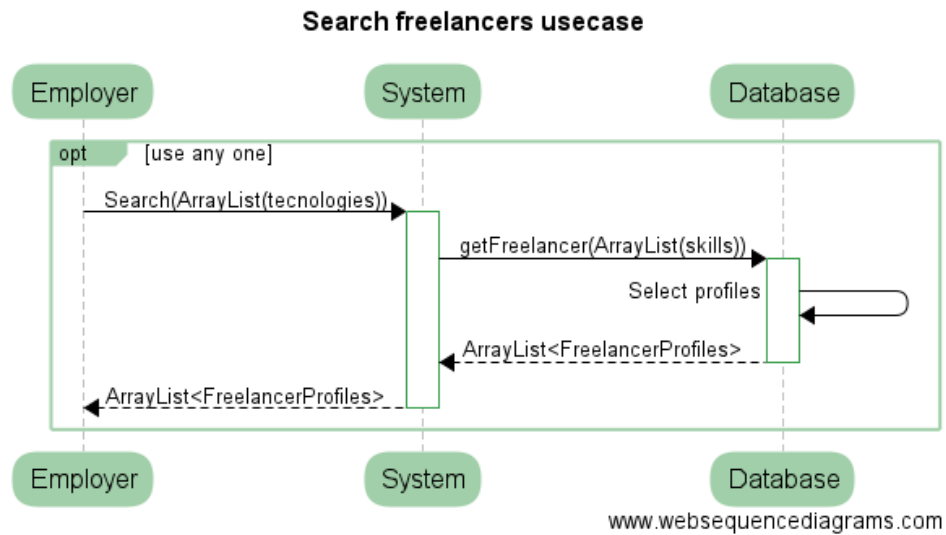 Search freelancers usecase
Employer
System
Database
opt
[use any one]
Search(ArrayList(tecnologies))
getFreelancer(ArrayList(skills))
Select profiles
ArrayList<FreelancerProfiles>
ArrayList<FreelancerProfiles>
Employer
System
Database
www.websequencediagrams.com